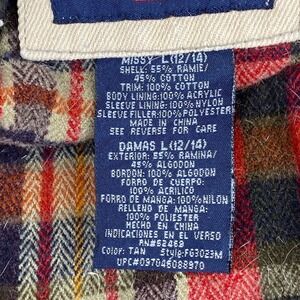 MISSY L (12/14)
SHELL: 55% RAMIE/
45% COTTON
TRIM: 100% COTTON
BODY LINING: 100% ACRYLIC
SLEEVE LINING: 100% NYLON
SLEEVE FILLER: 100% POLYESTER
MADE IN CHINA
SEE REVERSE FOR CARE
DAMAS L (12/14)
EXTERIOR: 55% RAMINA/
45% ALGODON
BORDON: 100% ALGODON
FORRO DE CUERPO:
100% ACRILICO
FORRO DE MANGA: 100% NILON
RELLENO DE MANGA:
100% POLIESTER
HECHO EN CHINA
INDICACIONES EN EL VERSO
RN#52469
Color: TAN Style: FG3023M
UPC#097046088970